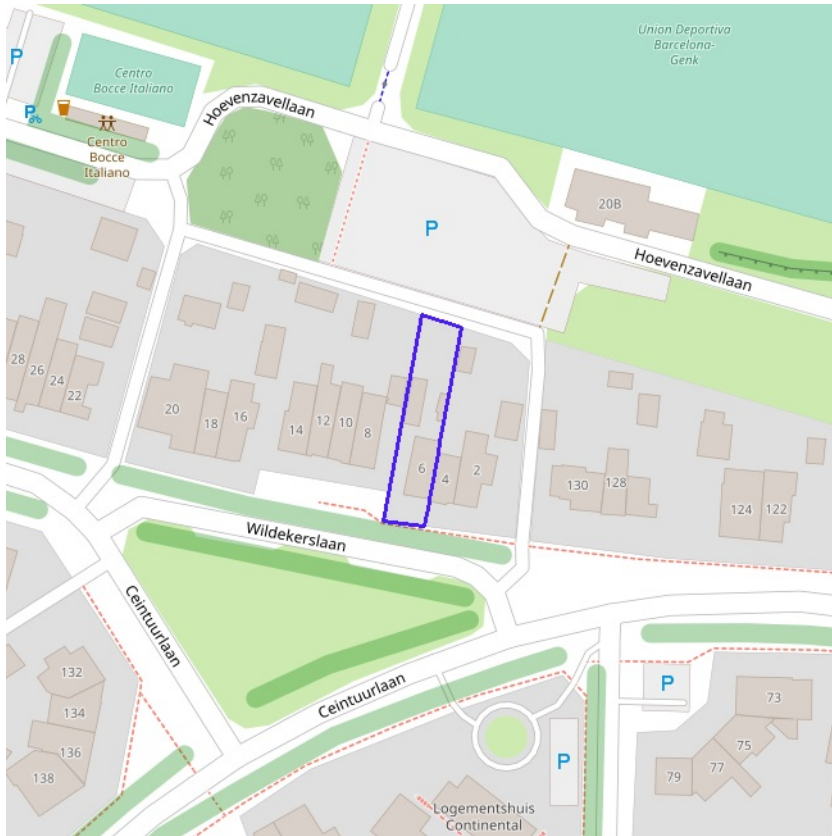 Union Deportiva
Barcelona-
Genk
P
Centro
Bocce Italiano
Hoevenzavellaan
P
Centro
Bocce
Italiano
20B
P
Hoevenzavellaan
28
26
24
22
20
18
16
14
12
10
8
6
4
2
130
128
124
122
Wildekerslaan
Ceintuurlaan
132
134
136
138
Ceintuurlaan
P
73
75
77
79
P
Logementshuis
Continental